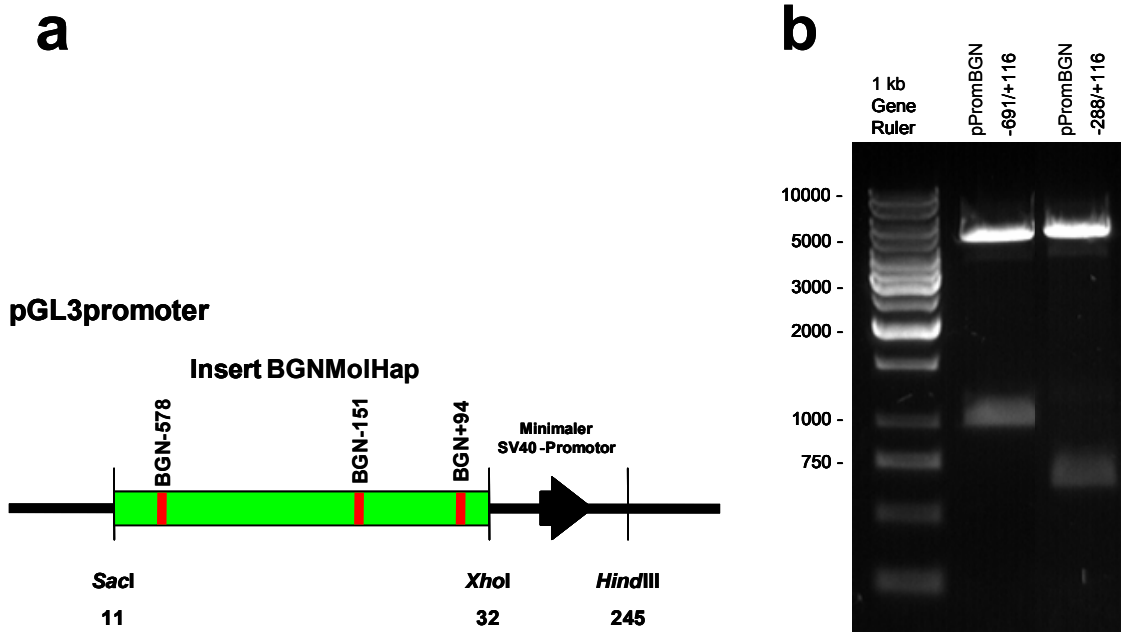 a
pGL3promoter
Insert BGNMolHap
BGN-578
BGN-151
BGN+94
Minimaler
SV40-Promotor
SacI
XhoI
HindIII
11
32
245
b
1 kb
Gene
Ruler
pPromBGN
-691/+116
pPromBGN
-288/+116
10000 -
5000 -
3000 -
2000 -
1000 -
750 -